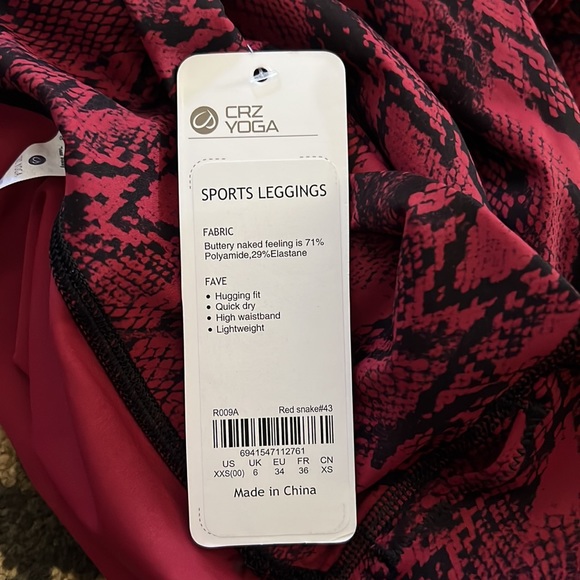 CRZ
YOGA
SPORTS LEGGINGS
FABRIC
Buttery naked feeling is 71%
Polyamide,29%Elastane
FAVE
• Hugging fit
• Quick dry
• High waistband
• Lightweight
R009A Red snake#43
6941547112761
US UK EU FR CN
XXS(00) 6 34 36 XS
Made in China